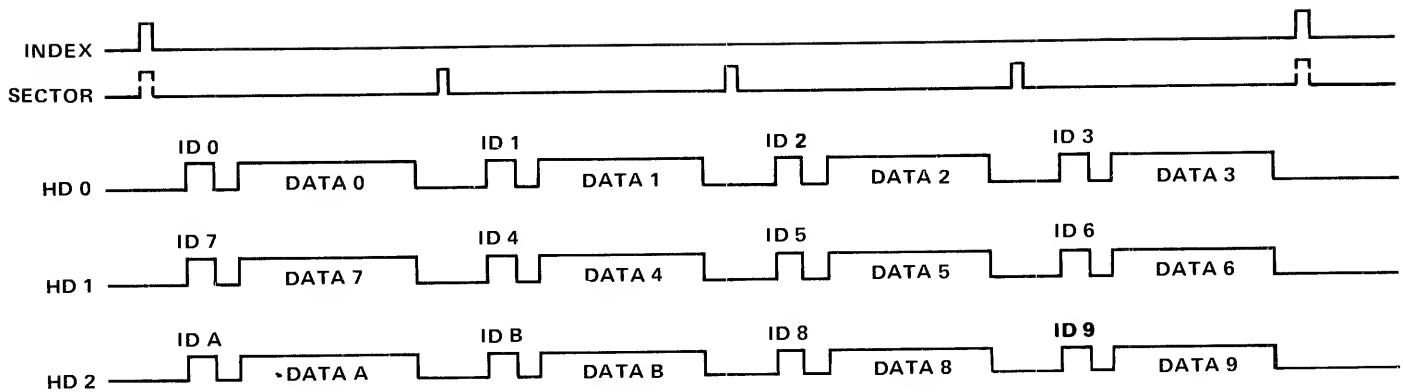 INDEX
SECTOR
ID 0 ID 1 ID 2 ID 3
HD 0 DATA 0 DATA 1 DATA 2 DATA 3
ID 7 ID 4 ID 5 ID 6
HD 1 DATA 7 DATA 4 DATA 5 DATA 6
ID A ID B ID 8 ID 9
HD 2 DATA A DATA B DATA 8 DATA 9